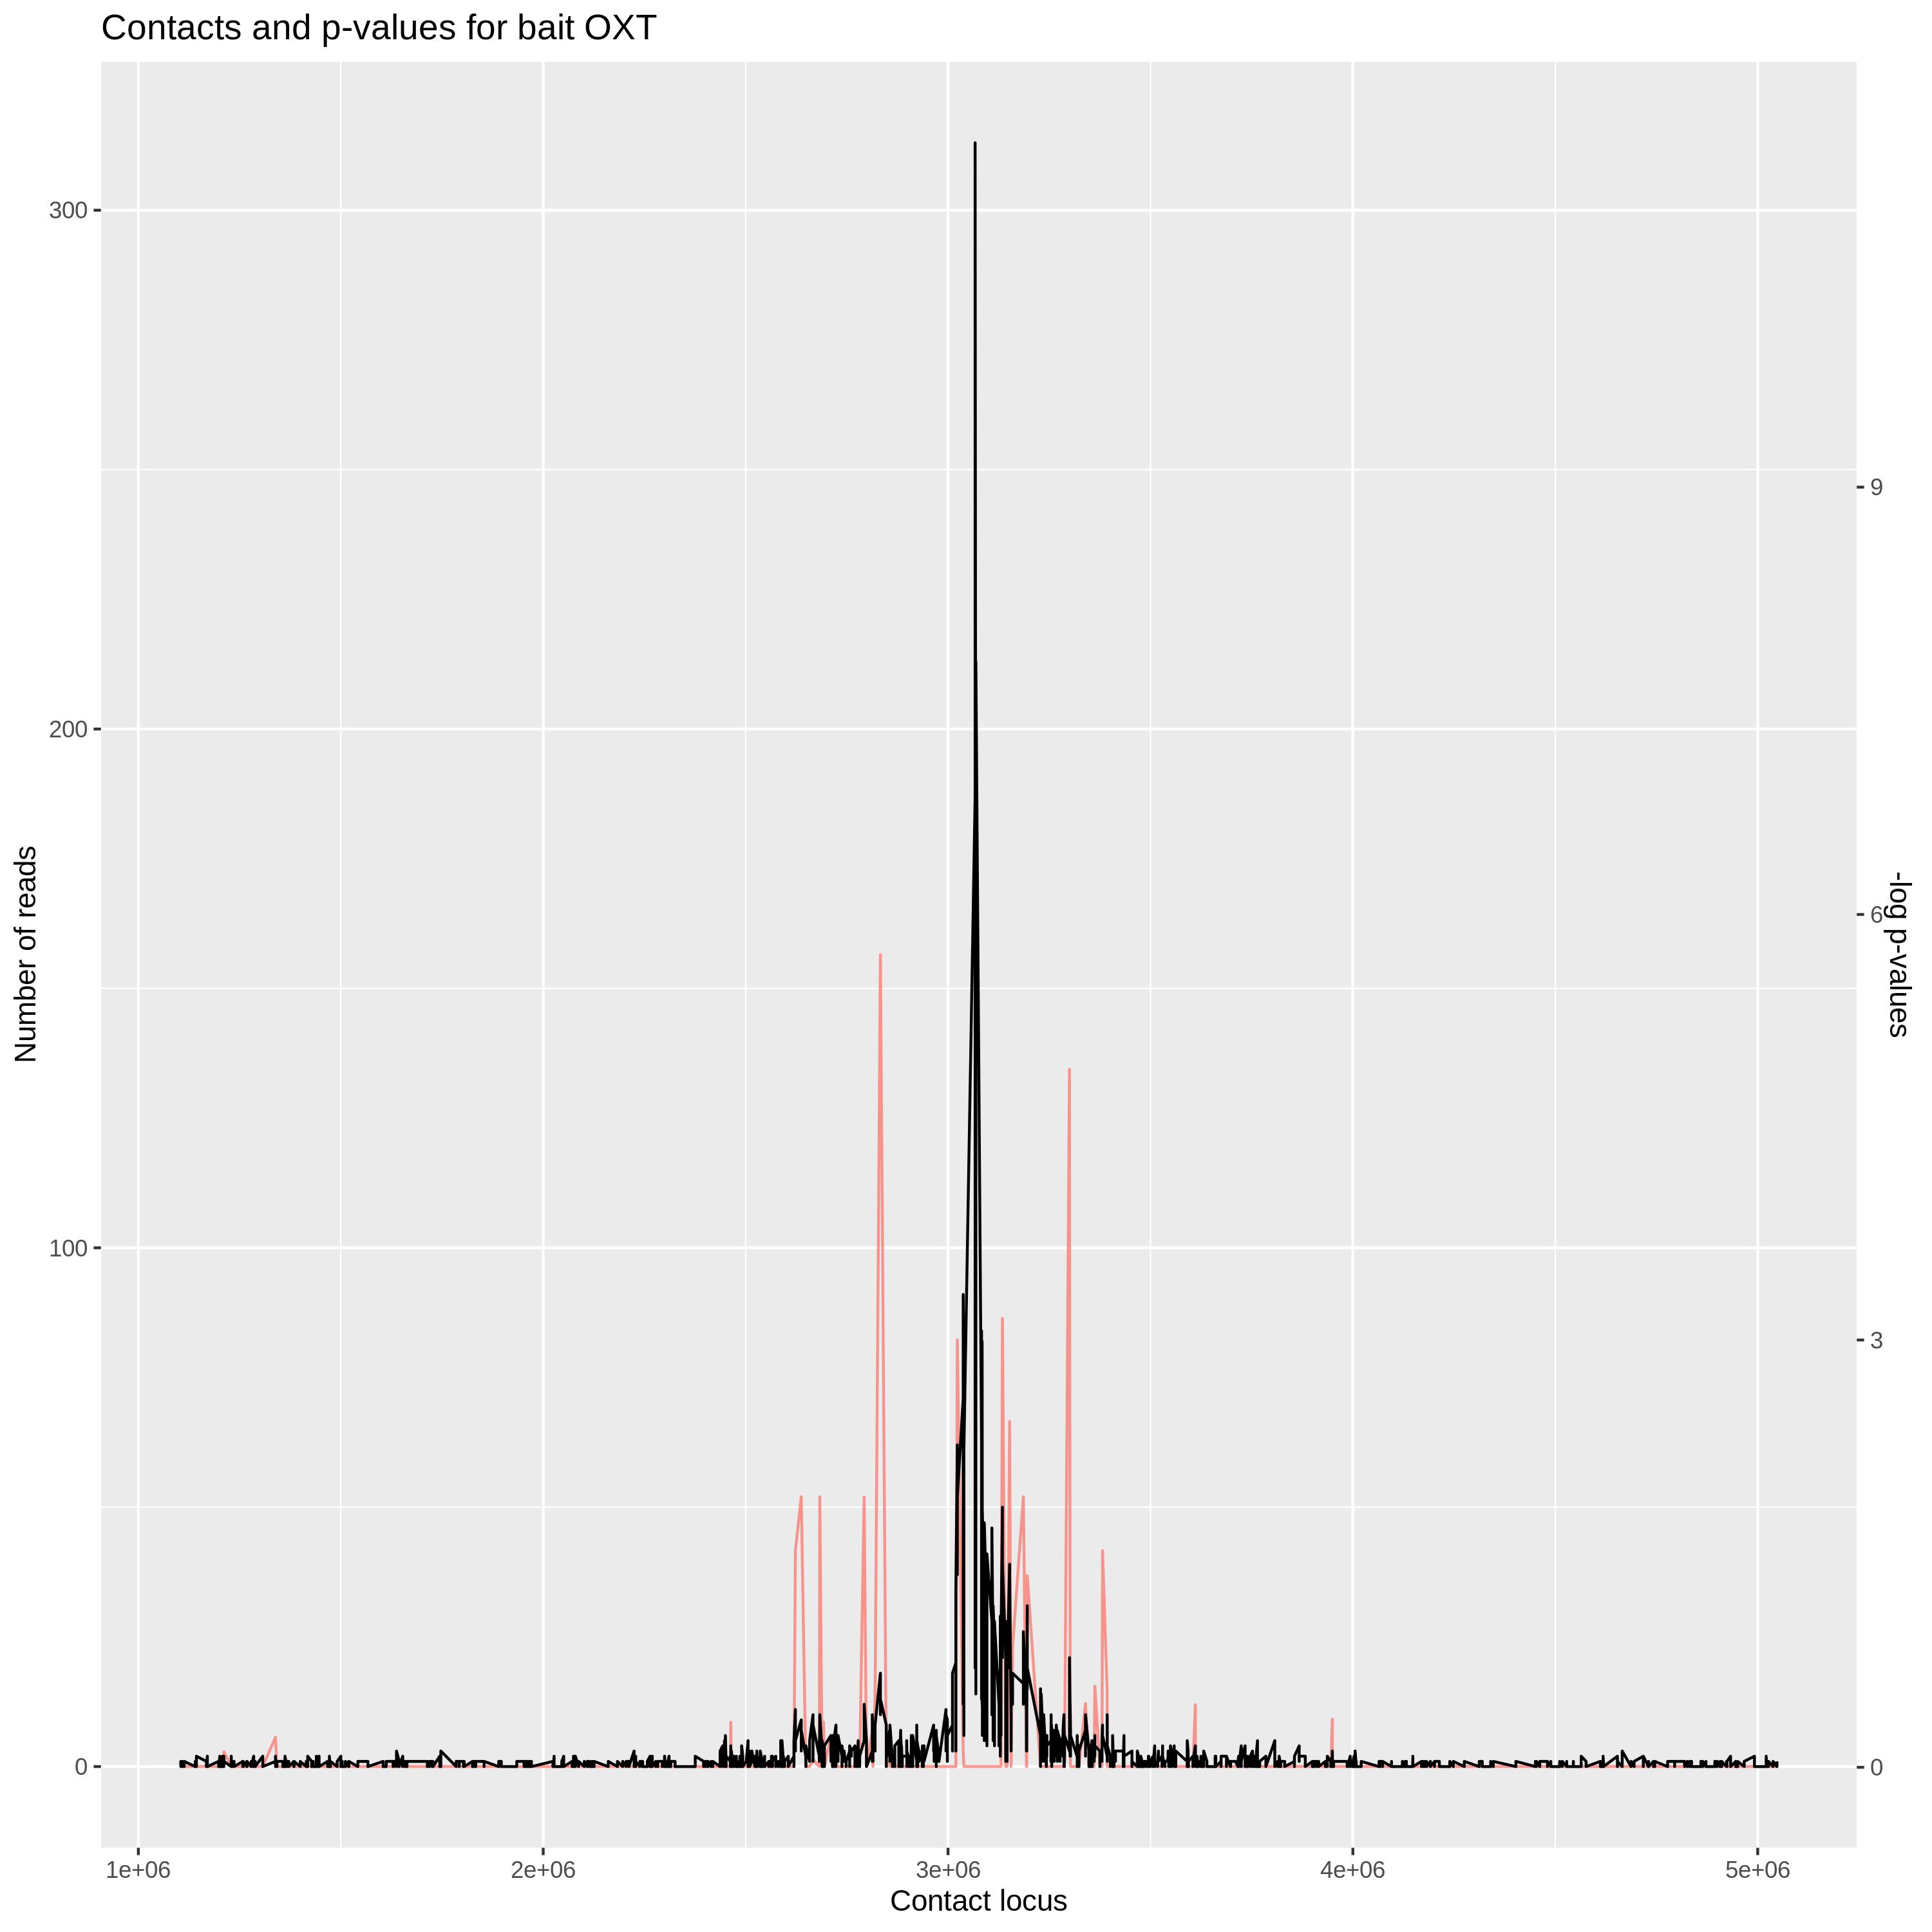 Contacts and p-values for bait OXT
300
200
100
0
Number of reads
9
6
3
0
-log p-values
1e+06
2e+06
3e+06
4e+06
5e+06
Contact locus